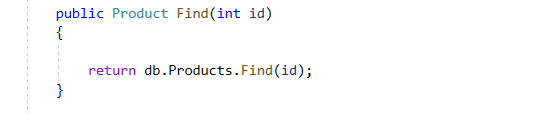 public Product Find(int id)
{
return db.Products.Find(id);
}